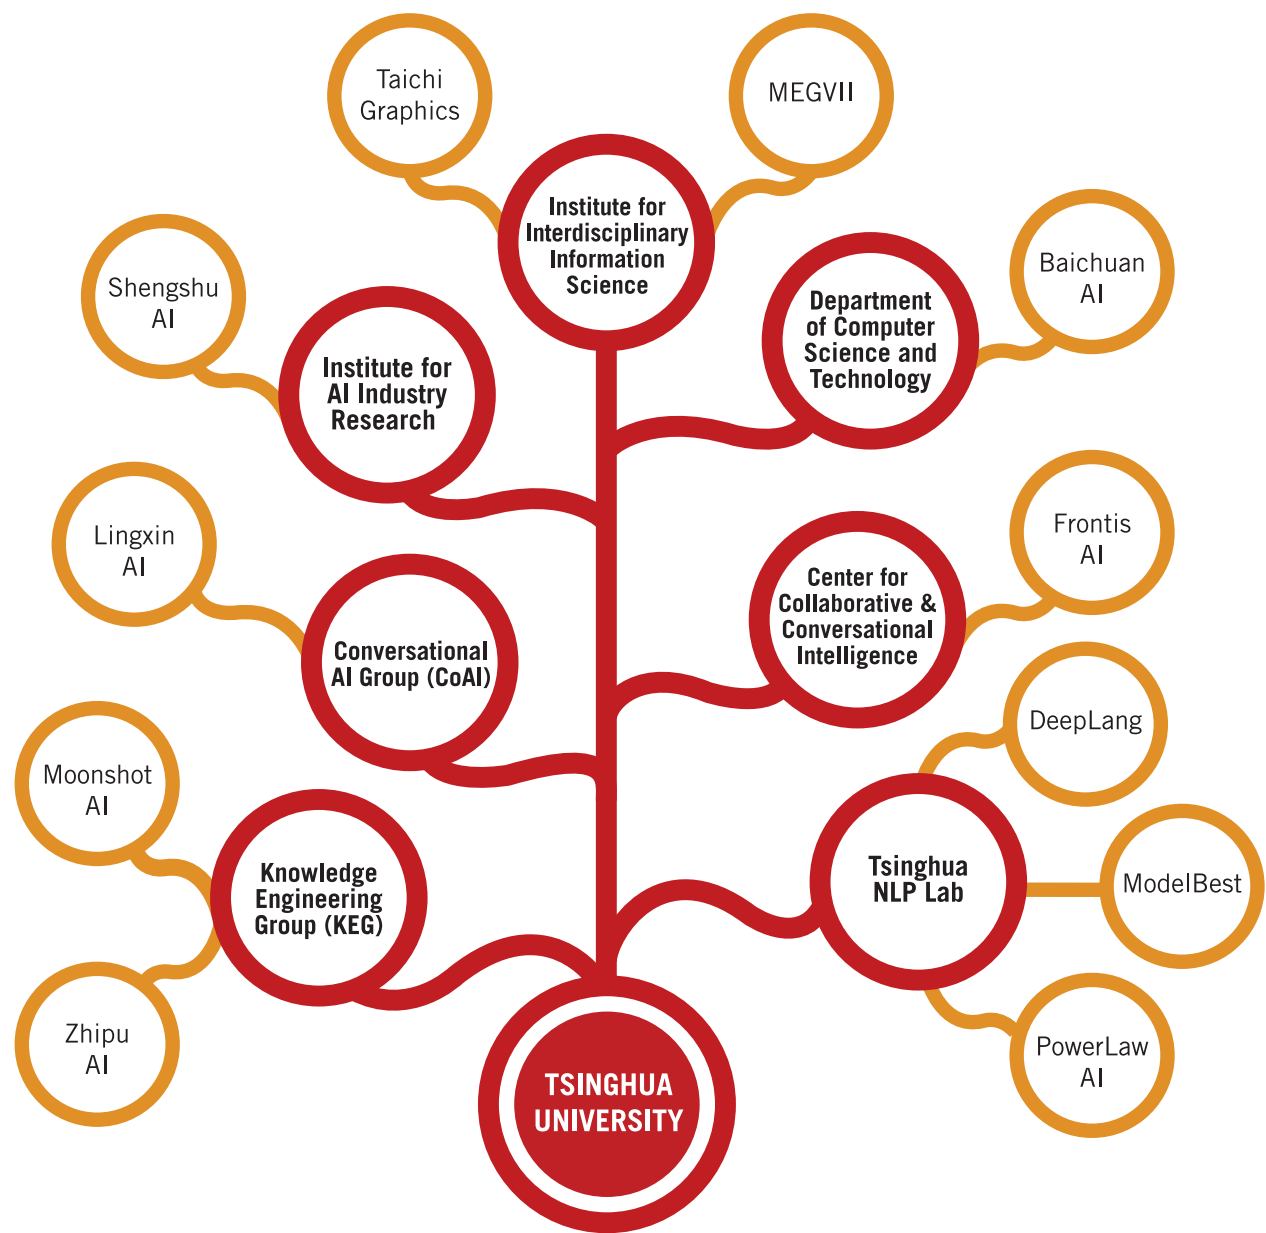 Taichi
Graphics
MEGVII
Institute for
Interdisciplinary
Information
Science
Baichuan
AI
Shengshu
AI
Department
of Computer
Science and
Technology
Institute for
AI Industry
Research
Lingxin
AI
Frontis
AI
Center for
Collaborative &
Conversational
Intelligence
Conversational
AI Group (CoAI)
DeepLang
Moonshot
AI
Knowledge
Engineering
Group (KEG)
Tsinghua
NLP Lab
ModelBest
Zhipu
AI
PowerLaw
AI
TSINGHUA
UNIVERSITY